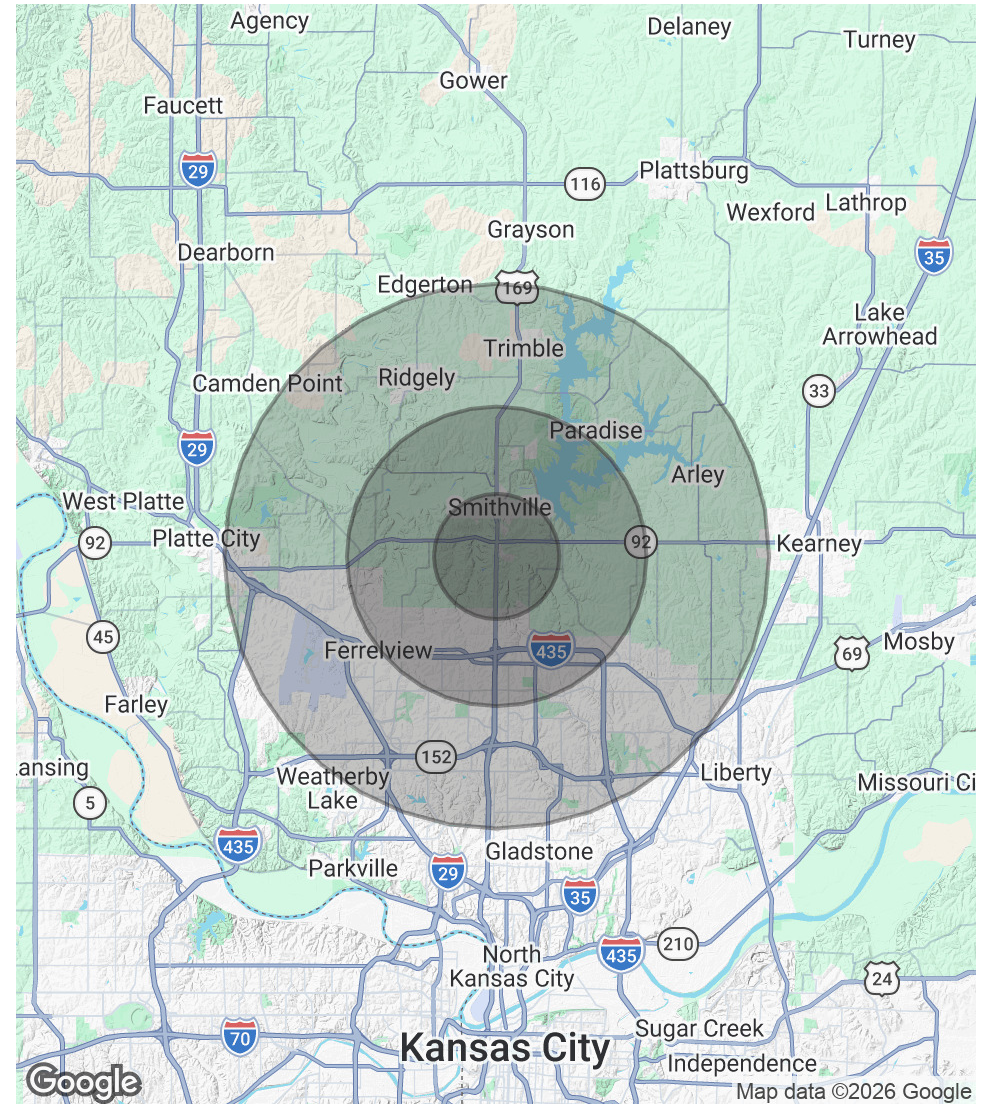 Agency
Delaney
Turney
Gower
Faucett
29
Plattsburg
116
Wexford
Lathrop
Grayson
Dearborn
35
Edgerton
169
Lake
Arrowhead
Trimble
Camden Point
Ridgely
33
Paradise
29
Arley
West Platte
Smithville
92
Platte City
92
Kearney
45
Ferrelview
435
69
Mosby
Farley
152
Weatherby
Lake
Liberty
.ansing
Missouri Ci
5
435
Gladstone
Parkville
29
35
North
Kansas City
435
210
24
70
Kansas City
Sugar Creek
Independence
Google
Map data ©2026 Google